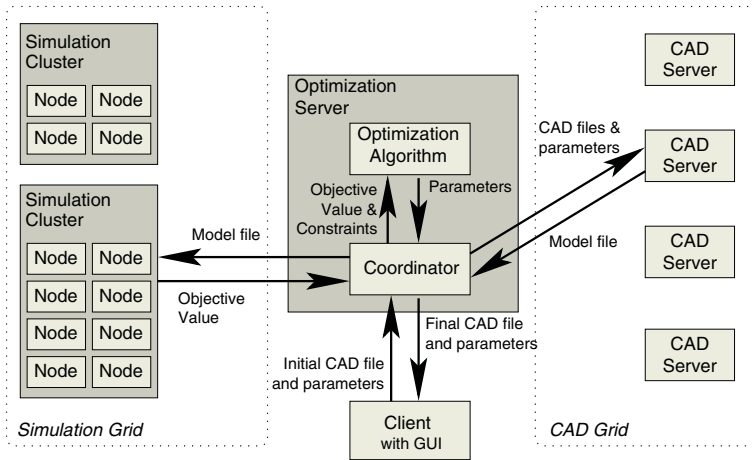 Simulation
Cluster
Node Node
Node Node
Simulation
Cluster
Node Node
Node Node
Node Node
Node Node
Simulation Grid
Model file
Objective
Value
Optimization
Server
Optimization
Algorithm
Objective
Value &
Constraints
Parameters
Coordinator
Initial CAD file
and parameters
Final CAD file
and parameters
Client
with GUI
CAD files &
parameters
Model file
CAD
Server
CAD
Server
CAD
Server
CAD
Server
CAD Grid